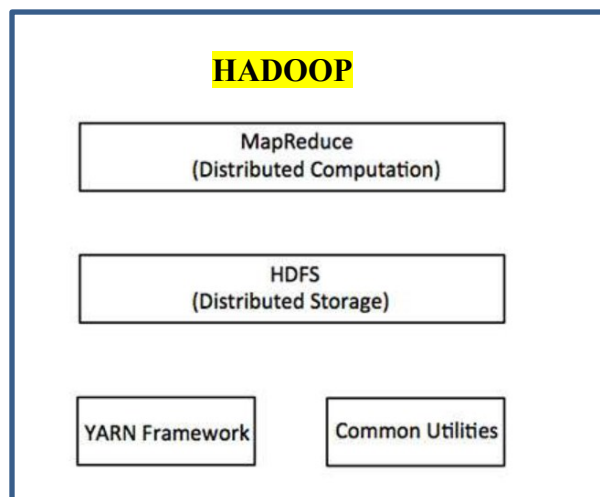 HADOOP
MapReduce
(Distributed Computation)
HDFS
(Distributed Storage)
YARN Framework
Common Utilities